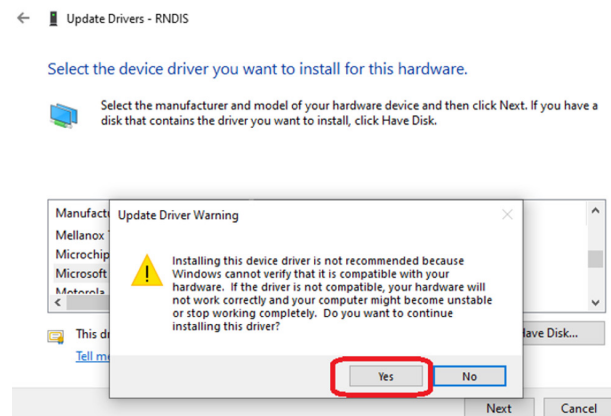 Update Drivers - RNDIS
Select the device driver you want to install for this hardware.
Select the manufacturer and model of your hardware device and then click Next. If you have a
disk that contains the driver you want to install, click Have Disk.
Manufact
Mellanox
Microchip
Microsoft
Motorola
Update Driver Warning
Installing this device driver is not recommended because
Windows cannot verify that it is compatible with your
hardware. If the driver is not compatible, your hardware will
not work correctly and your computer might become unstable
or stop working completely. Do you want to continue
installing this driver?
Yes
No
This dr
Tell me
Have Disk...
Next
Cancel